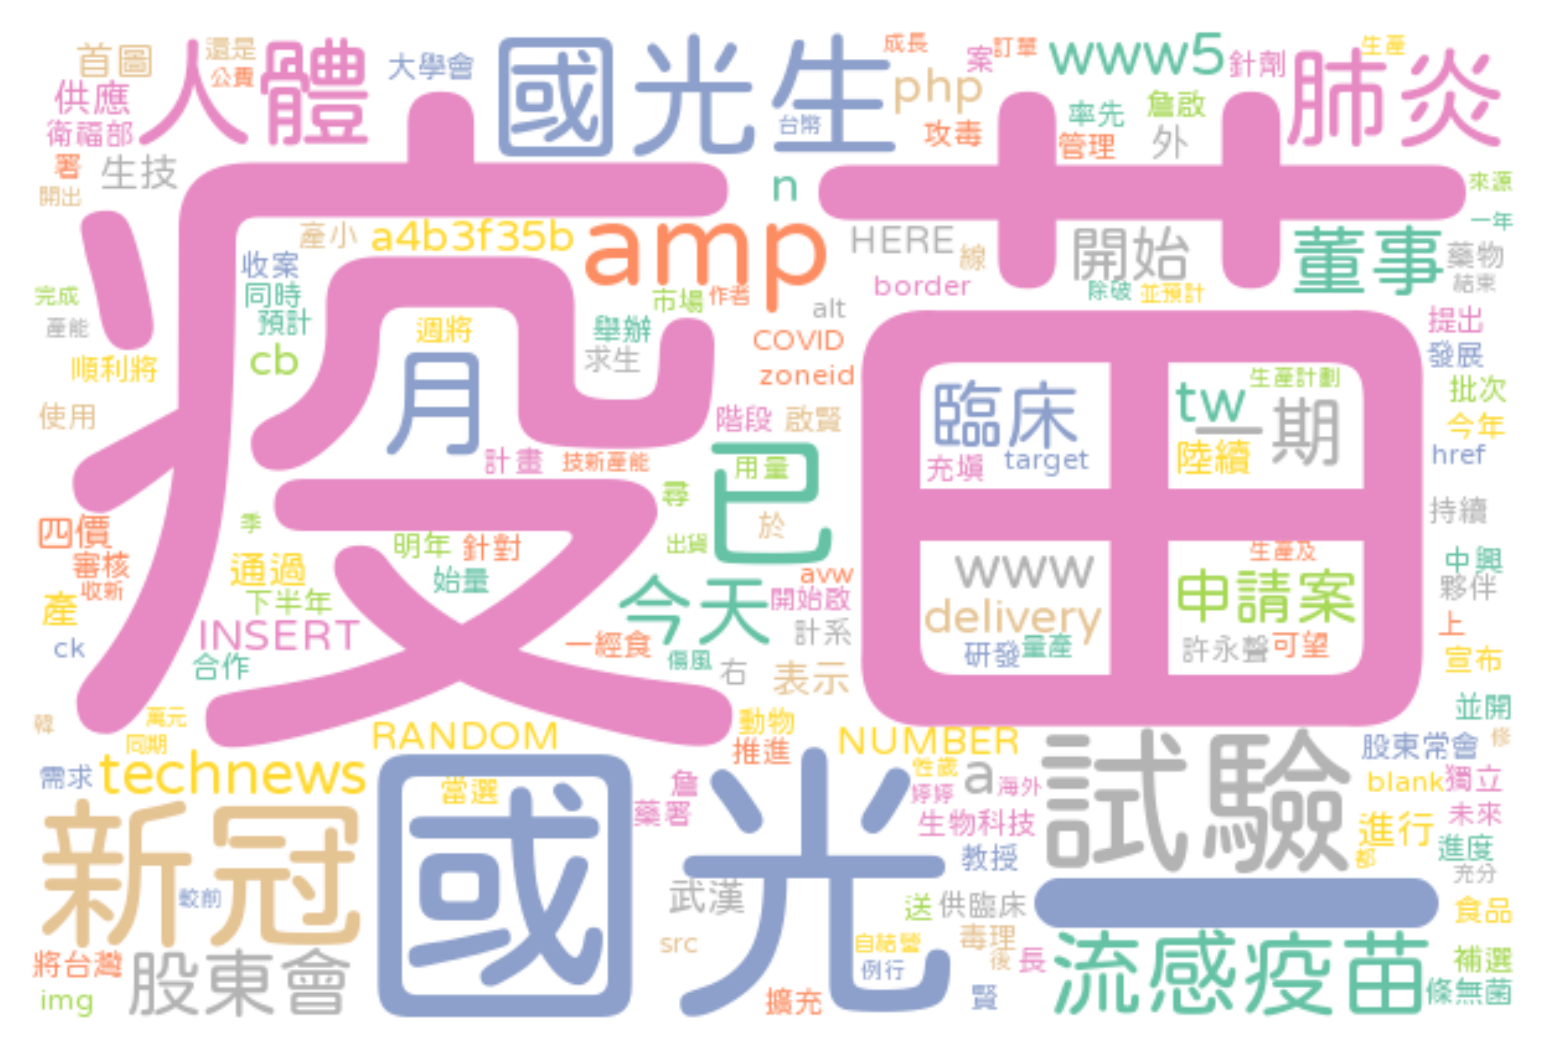 首圖
還是
人體
公費
大學會
國光生
台幣
成長
php
案
訂單
攻毒
www5
針劑
肺炎
生產
供應
衛福部
署
生技
開出
率先
管理
詹啟
外
來源
一年
n
疫苗
產小
a4b3f35b
amp
HERE
線
開始
董事
藥物
結束
收案
同時
預計
cb
完成
產能
順利將
使用
週將
月
市場
作者
舉辦
求生
alt
COVID
zoneid
border
除破
並預計
提出
發展
批次
今年
href
階段
啟賢
計畫
技新產能
已
用量
於
尋
出貨
臨床
充填
target
tw
生產計劃
一期
陸續
持續
四價
審核
收新
產
ck
季
通過
下半年
INSERT
合作
明年
針對
始量
一經食
今天
avw
開始啟
計系
傷風
右
表示
www
delivery
研發
量產
生產及
申請案
許永聲
可望
中興
夥伴
上
宣布
並開
韓
萬元
同期
需求
technews
RANDOM
動物
推進
NUMBER
性歲
婷婷
a
海外
試驗
股東常會
修
blank
獨立
未來
進行
都
進度
充分
新冠
較前
將台灣
img
股東會
當選
國光
詹
藥署
武漢
src
生物科技
教授
送
供臨床
自結營
例行
毒理
後
長
擴充
賢
一
流感疫苗
食品
補選
條無菌